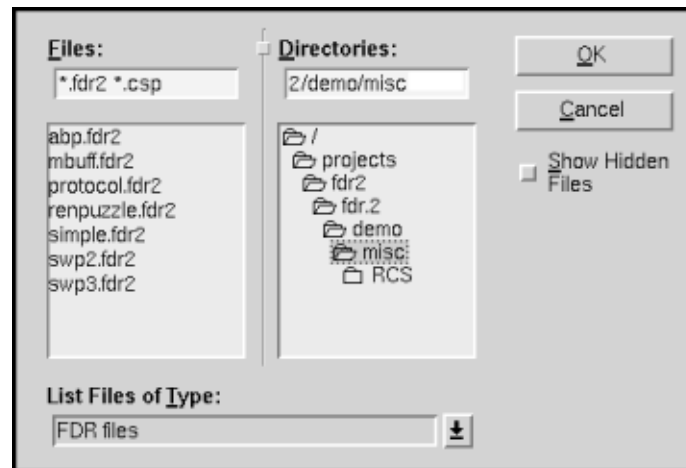 Files:
*.fdr2 *.csp
abp.fdr2
mbuff.fdr2
protocol.fdr2
renpuzzle.fdr2
simple.fdr2
swp2.fdr2
swp3.fdr2
Directories:
2/demo/misc
/
projects
fdr2
fdr.2
demo
misc
RCS
OK
Cancel
Show Hidden
Files
List Files of Type:
FDR files